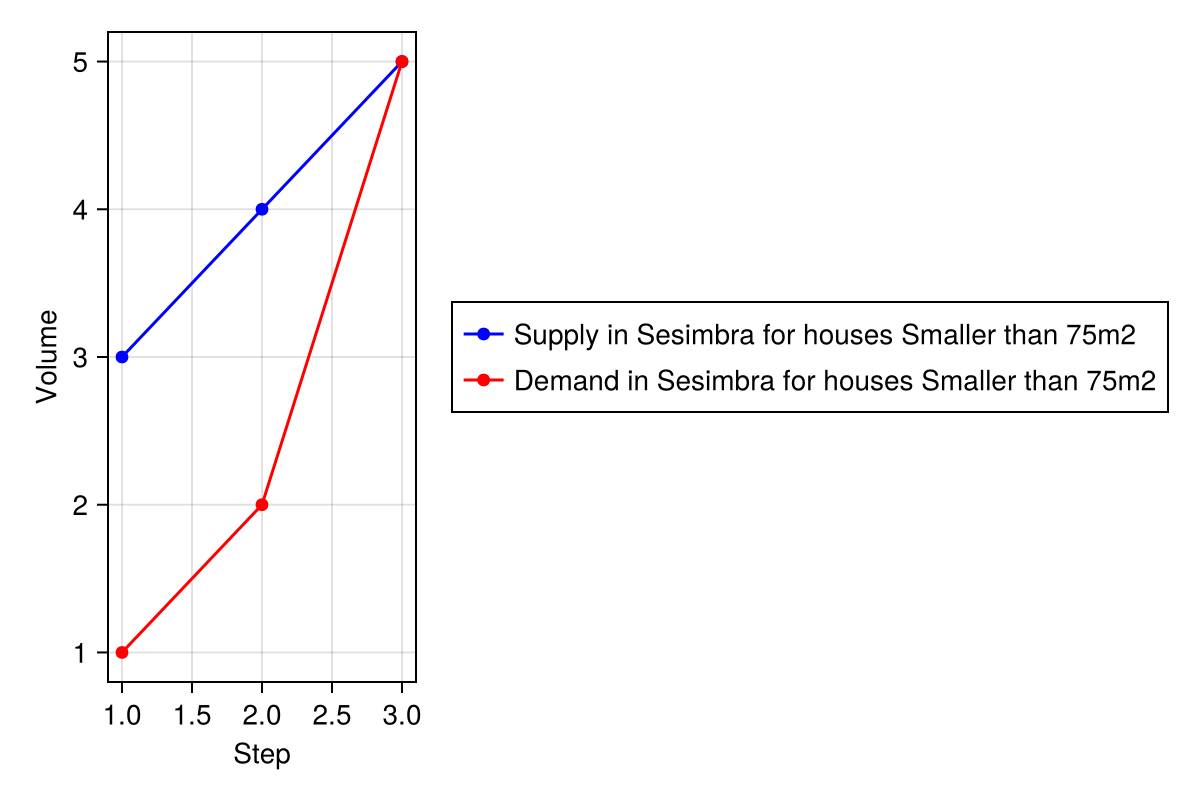 5
4
3
2
1
Volume
1.0 1.5 2.0 2.5 3.0
Step
Supply in Sesimbra for houses Smaller than 75m2
Demand in Sesimbra for houses Smaller than 75m2